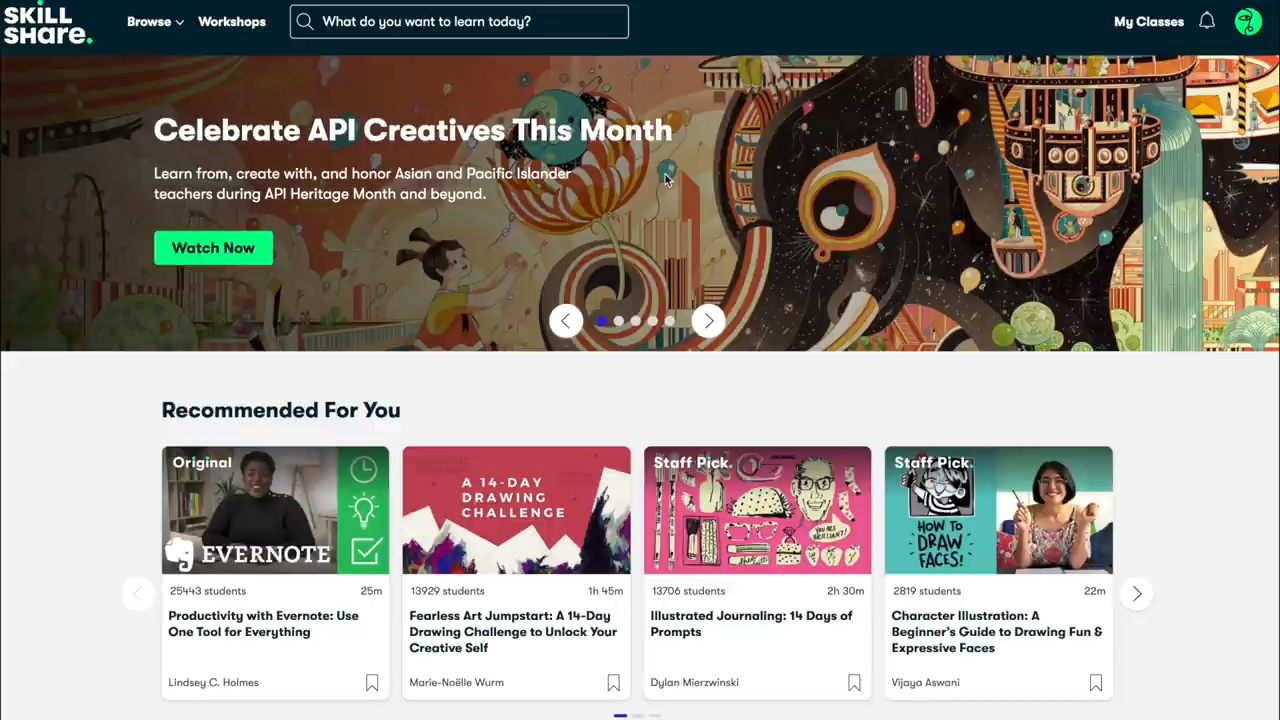 SKILL
SHare.
Browse
Workshops
What do you want to learn today?
My Classes
Celebrate API Creatives This Month
Learn from, create with, and honor Asian and Pacific Islander
teachers during API Heritage Month and beyond.
Watch Now
Recommended For You
Original
EVERNOTE
25443 students 25m
Productivity with Evernote: Use
One Tool for Everything
Lindsey C. Holmes
A 14-DAY
DRAWING
CHALLENGE
13929 students 1h 45m
Fearless Art Jumpstart: A 14-Day
Drawing Challenge to Unlock Your
Creative Self
Marie-Noëlle Wurm
Staff Pick.
YOU ARE
BRILLIANT!
13706 students 2h 30m
Illustrated Journaling: 14 Days of
Prompts
Dylan Mierzwinski
Staff Pick.
HOW TO
DRAW
FACES!
2819 students 22m
Character Illustration: A
Beginner's Guide to Drawing Fun &
Expressive Faces
Vijaya Aswani